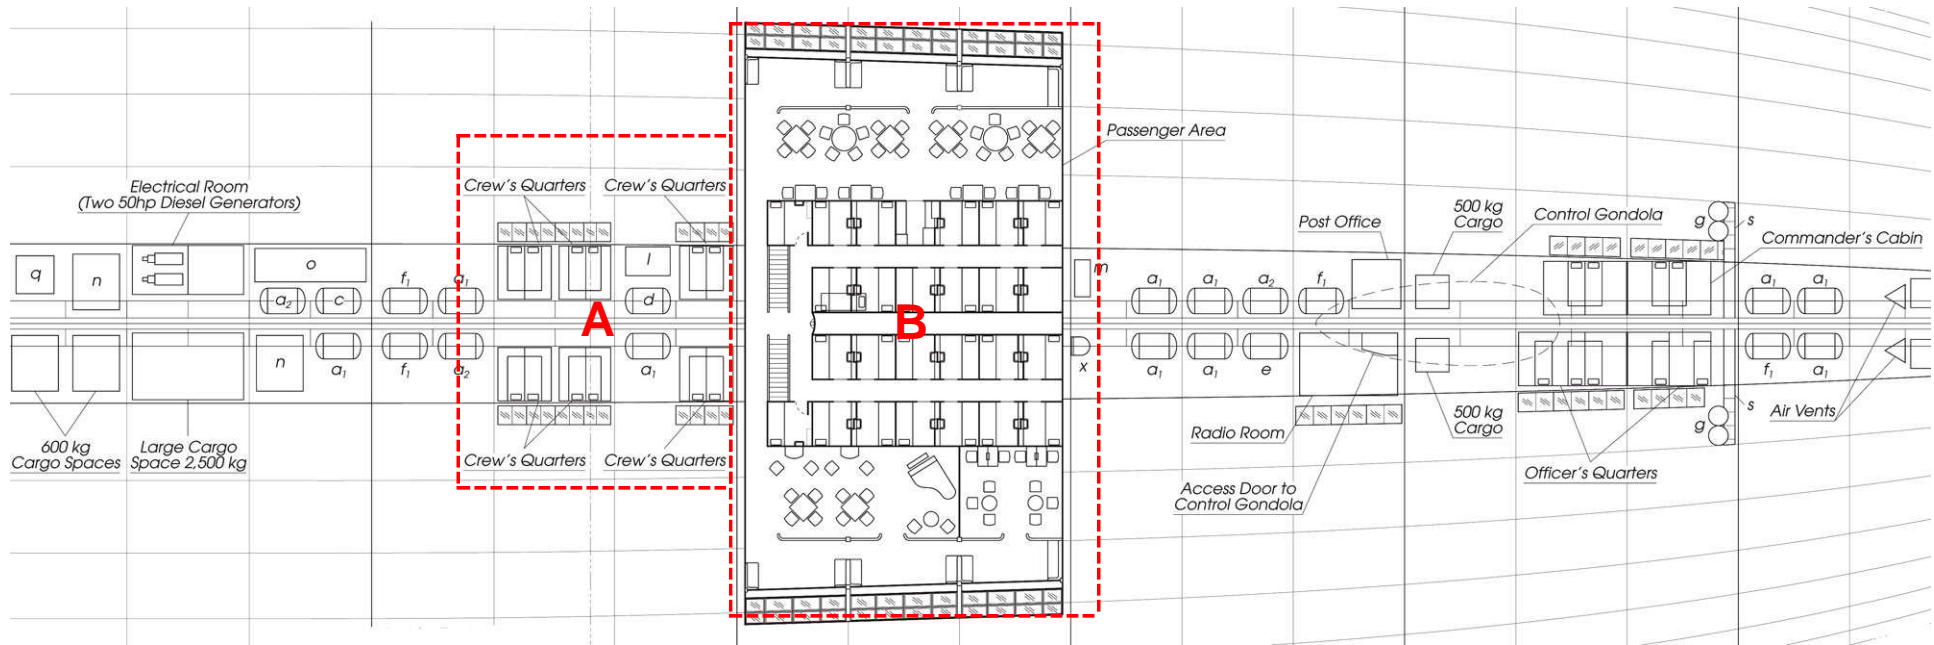 Electrical Room
(Two 50hp Diesel Generators)
Crew's Quarters
Crew's Quarters
Passenger Area
Post Office
500 kg
Cargo
Control Gondola
Commander's Cabin
g
s
q
n
o
l
m
a₂
c
f₁
a₁
d
a₁
a₁
a₂
f₁
a₁
a₁
A
B
n
a₁
f₁
a₂
a₁
x
a₁
a₁
e
f₁
a₁
600 kg
Cargo Spaces
Large Cargo
Space 2,500 kg
Crew's Quarters
Crew's Quarters
Radio Room
Access Door to
Control Gondola
500 kg
Cargo
Officer's Quarters
g
s
Air Vents